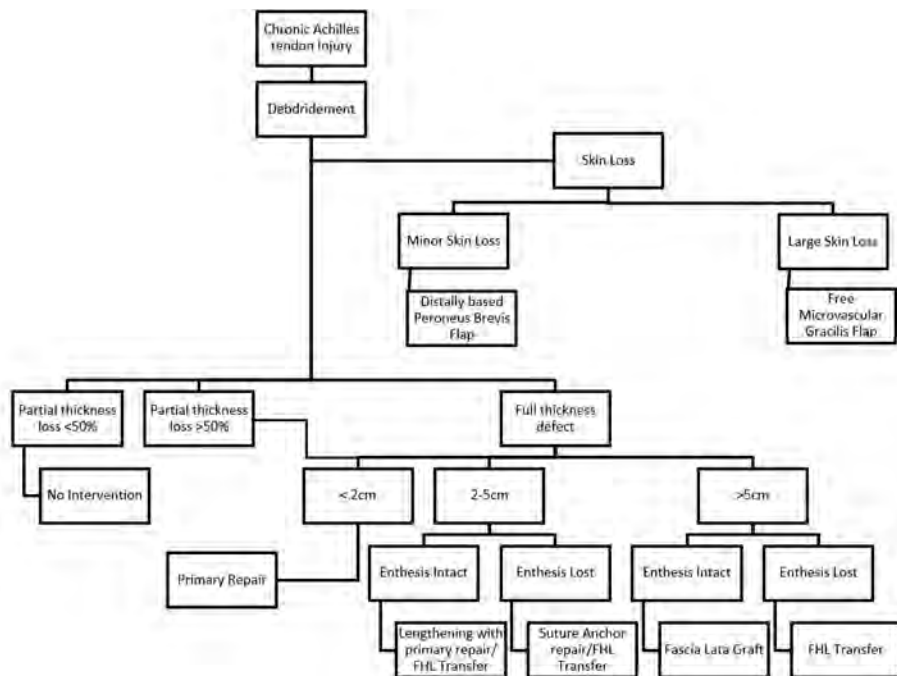 Chronic Achilles
tendon Injury
Debdridement
Skin Loss
Minor Skin Loss
Large Skin Loss
Distally based
Peroneus Brevis
Flap
Free
Microvascular
Gracilis Flap
Partial thickness
loss <50%
Partial thickness
loss >50%
Full thickness
defect
No Intervention
< 2cm
2-5cm
>5cm
Primary Repair
Enthesis Intact
Enthesis Lost
Enthesis Intact
Enthesis Lost
Lengthening with
primary repair/
FHL Transfer
Suture Anchor
repair/FHL
Transfer
Fascia Lata Graft
FHL Transfer